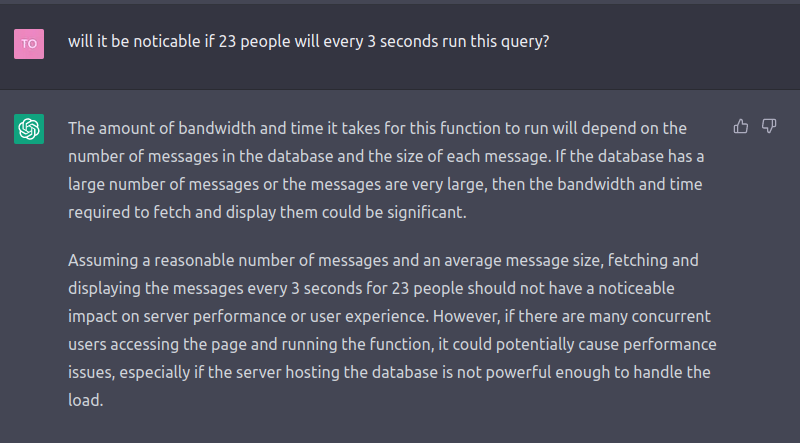 TO
will it be noticable if 23 people will every 3 seconds run this query?
The amount of bandwidth and time it takes for this function to run will depend on the
number of messages in the database and the size of each message. If the database has a
large number of messages or the messages are very large, then the bandwidth and time
required to fetch and display them could be significant.
Assuming a reasonable number of messages and an average message size, fetching and
displaying the messages every 3 seconds for 23 people should not have a noticeable
impact on server performance or user experience. However, if there are many concurrent
users accessing the page and running the function, it could potentially cause performance
issues, especially if the server hosting the database is not powerful enough to handle the
load.